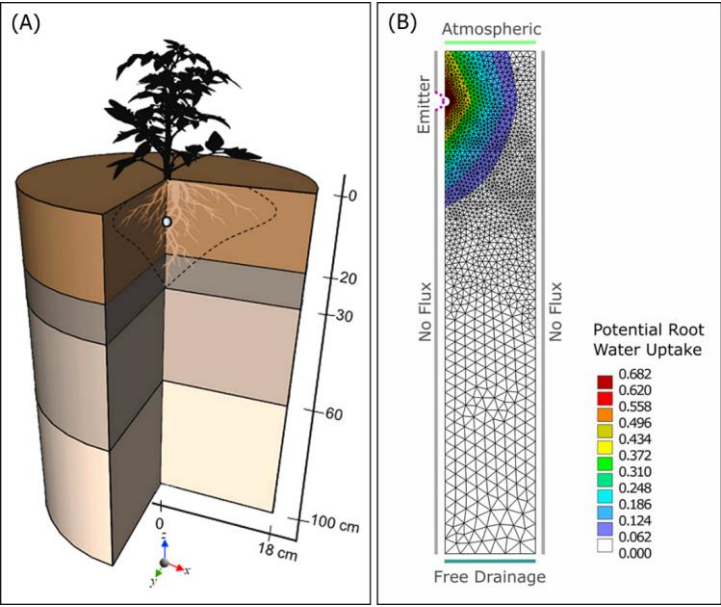 (A)
0
20
30
60
100 cm
0
18 cm
z
x
y
(B)
Atmospheric
Emitter
No Flux
No Flux
Free Drainage
Potential Root
Water Uptake
0.682
0.620
0.558
0.496
0.434
0.372
0.310
0.248
0.186
0.124
0.062
0.000